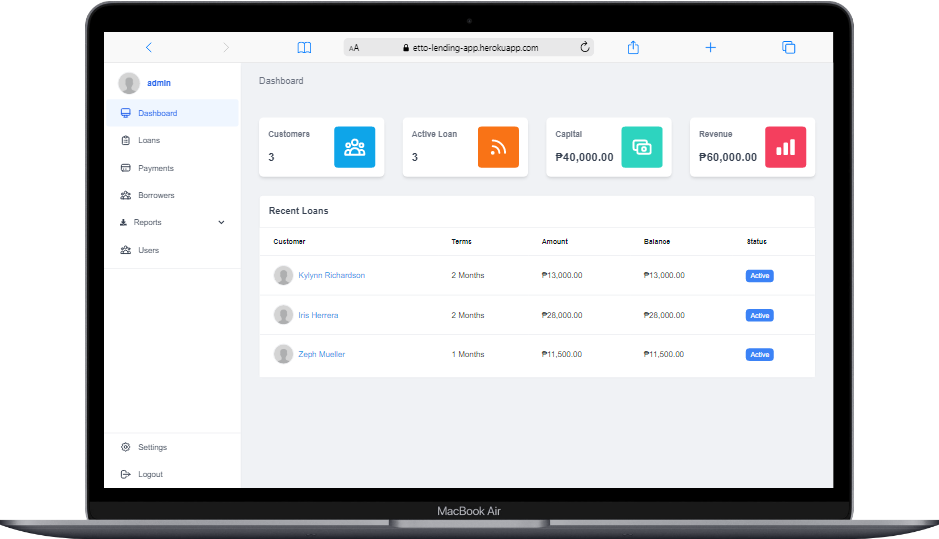 AA etto-lending-app.herokuapp.com
admin
Dashboard
Loans
Payments
Borrowers
Reports
Users
Settings
Logout
Dashboard
Customers
3
Active Loan
3
Capital
₱40,000.00
Revenue
₱60,000.00
Recent Loans
Customer Terms Amount Balance Status
Kylynn Richardson 2 Months ₱13,000.00 ₱13,000.00 Active
Iris Herrera 2 Months ₱28,000.00 ₱28,000.00 Active
Zeph Mueller 1 Months ₱11,500.00 ₱11,500.00 Active
MacBook Air